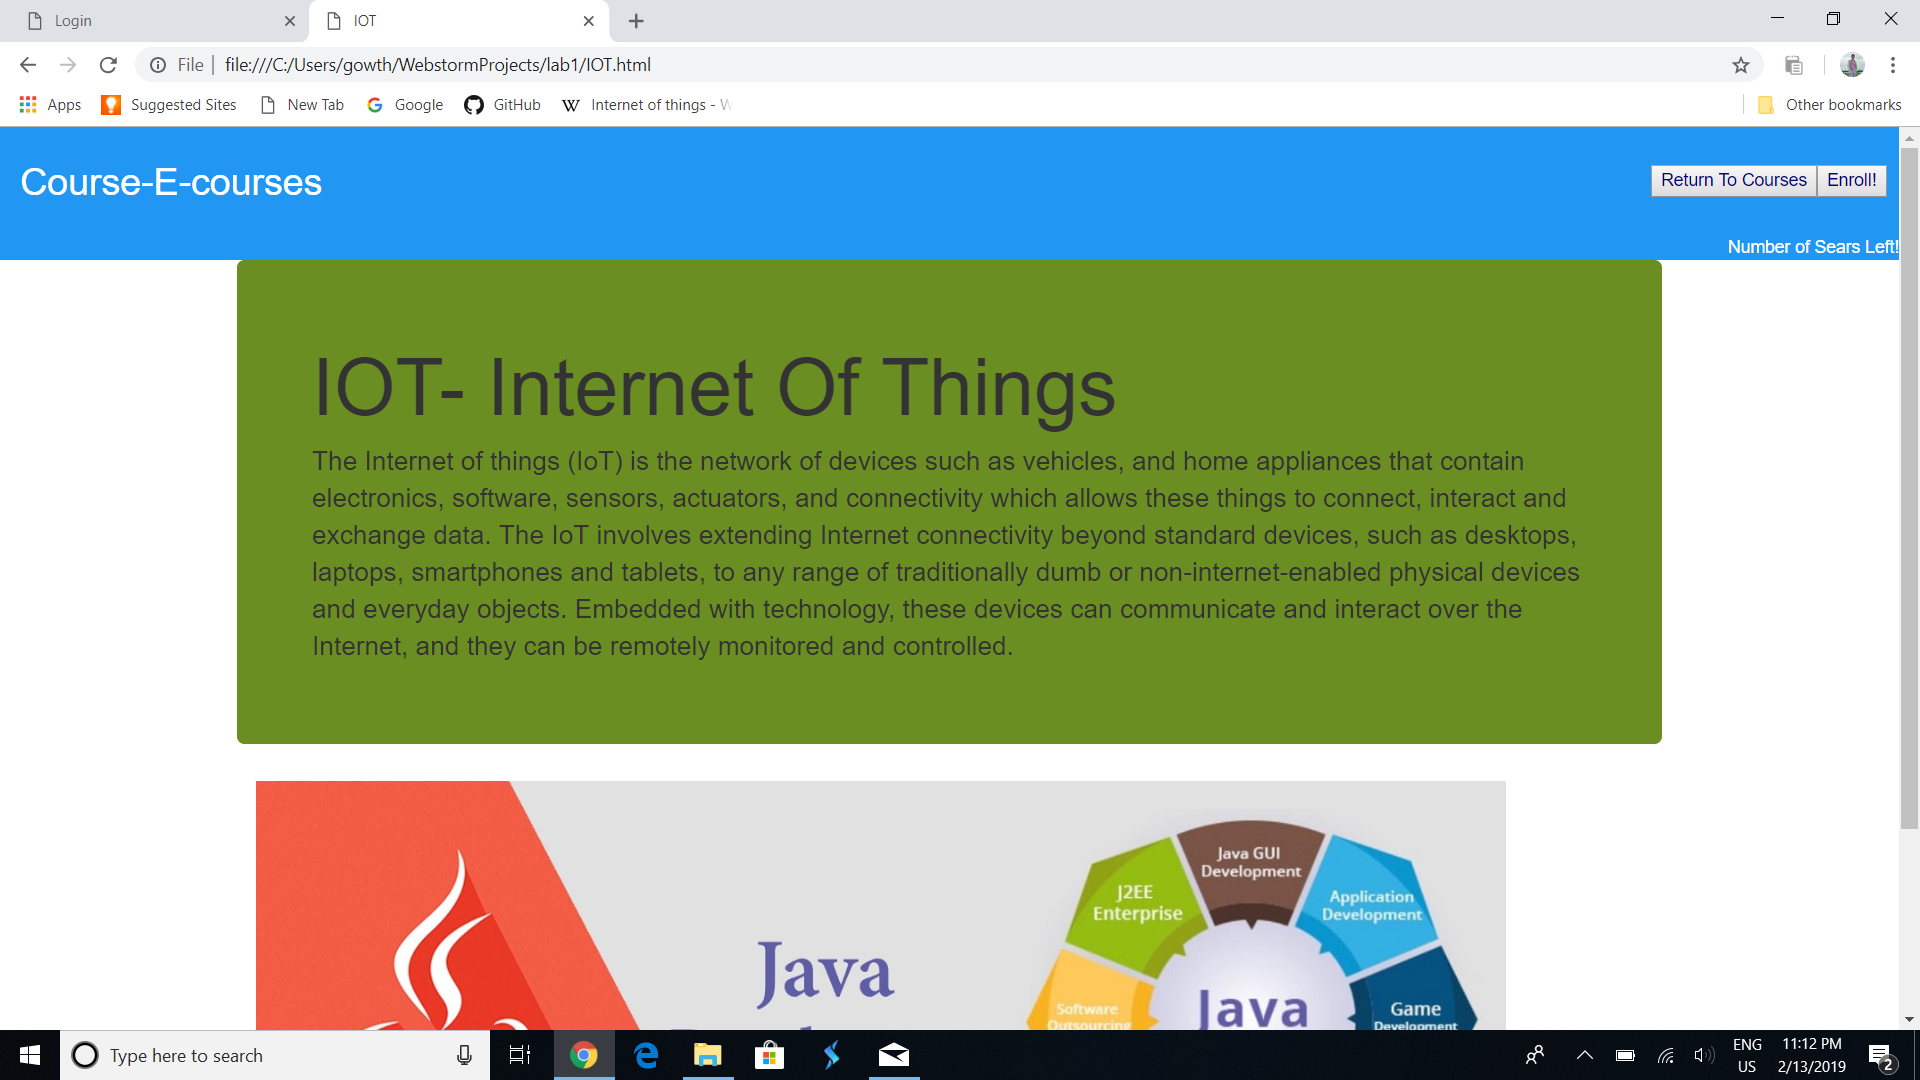 Login
IOT
File
file:///C:/Users/gowth/WebstormProjects/lab1/IOT.html
Apps
Suggested Sites
New Tab
Google
GitHub
Internet of things - W
Other bookmarks
Course-E-courses
Return To Courses
Enroll!
Number of Sears Left!
IOT- Internet Of Things
The Internet of things (IoT) is the network of devices such as vehicles, and home appliances that contain
electronics, software, sensors, actuators, and connectivity which allows these things to connect, interact and
exchange data. The IoT involves extending Internet connectivity beyond standard devices, such as desktops,
laptops, smartphones and tablets, to any range of traditionally dumb or non-internet-enabled physical devices
and everyday objects. Embedded with technology, these devices can communicate and interact over the
Internet, and they can be remotely monitored and controlled.
Java GUI
Development
J2EE
Enterprise
Application
Development
Java
Java
Software
Outsourcing
Game
Development
Type here to search
ENG
US
11:12 PM
2/13/2019
2